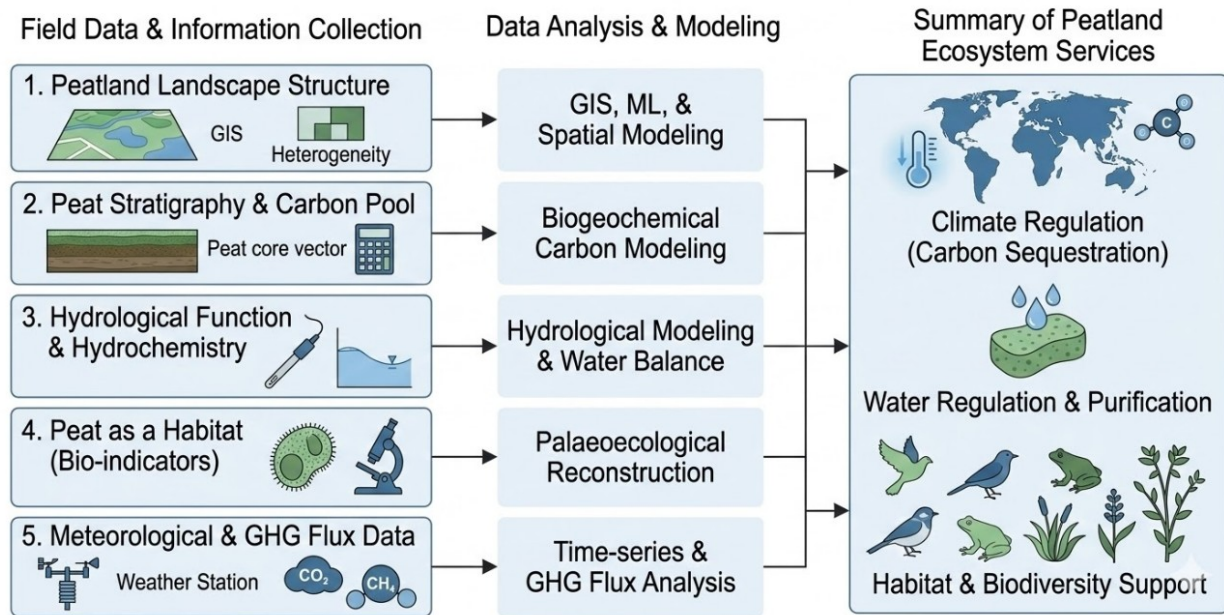 Field Data & Information Collection
1. Peatland Landscape Structure
GIS
Heterogeneity
2. Peat Stratigraphy & Carbon Pool
Peat core vector
3. Hydrological Function
& Hydrochemistry
4. Peat as a Habitat
(Bio-indicators)
5. Meteorological & GHG Flux Data
Weather Station
CO₂
CH₄
Data Analysis & Modeling
GIS, ML, &
Spatial Modeling
Biogeochemical
Carbon Modeling
Hydrological Modeling
& Water Balance
Palaeoecological
Reconstruction
Time-series &
GHG Flux Analysis
Summary of Peatland
Ecosystem Services
C
Climate Regulation
(Carbon Sequestration)
Water Regulation & Purification
Habitat & Biodiversity Support